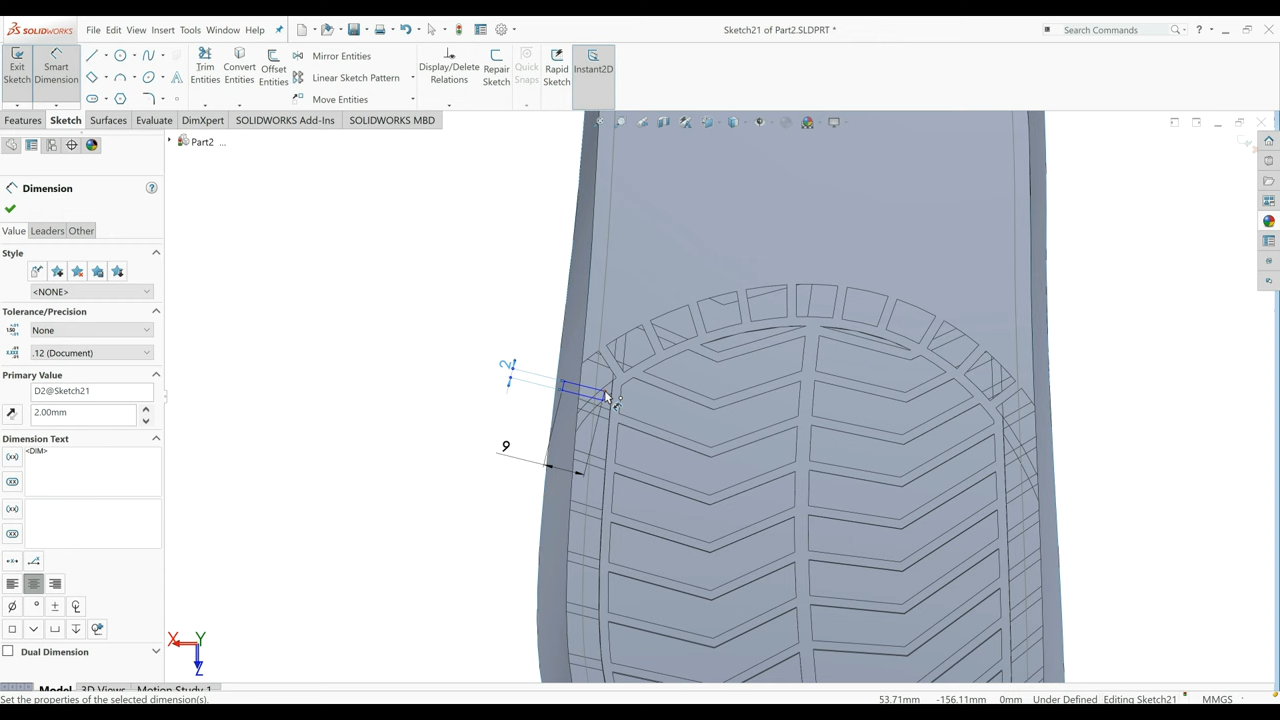 SOLIDWORKS File Edit View Insert Tools Window Help Sketch21 of Part2.SLDPRT * Search Commands
Exit Sketch Smart Dimension Trim Entities Convert Entities Offset Entities Mirror Entities Linear Sketch Pattern Move Entities Display/Delete Relations Repair Sketch Quick Snaps Rapid Sketch Instant2D
Features Sketch Surfaces Evaluate DimXpert SOLIDWORKS Add-Ins SOLIDWORKS MBD
Part2 ...
Dimension
Value Leaders Other
Style
<NONE>
Tolerance/Precision
None
.12 (Document)
Primary Value
D2@Sketch21
2.00mm
Dimension Text
<DIM>
Dual Dimension
2
9
X Y
Z
Model 3D Views Motion Study 1
Set the properties of the selected dimension(s). 53.71mm -156.11mm 0mm Under Defined Editing Sketch21 MMGS